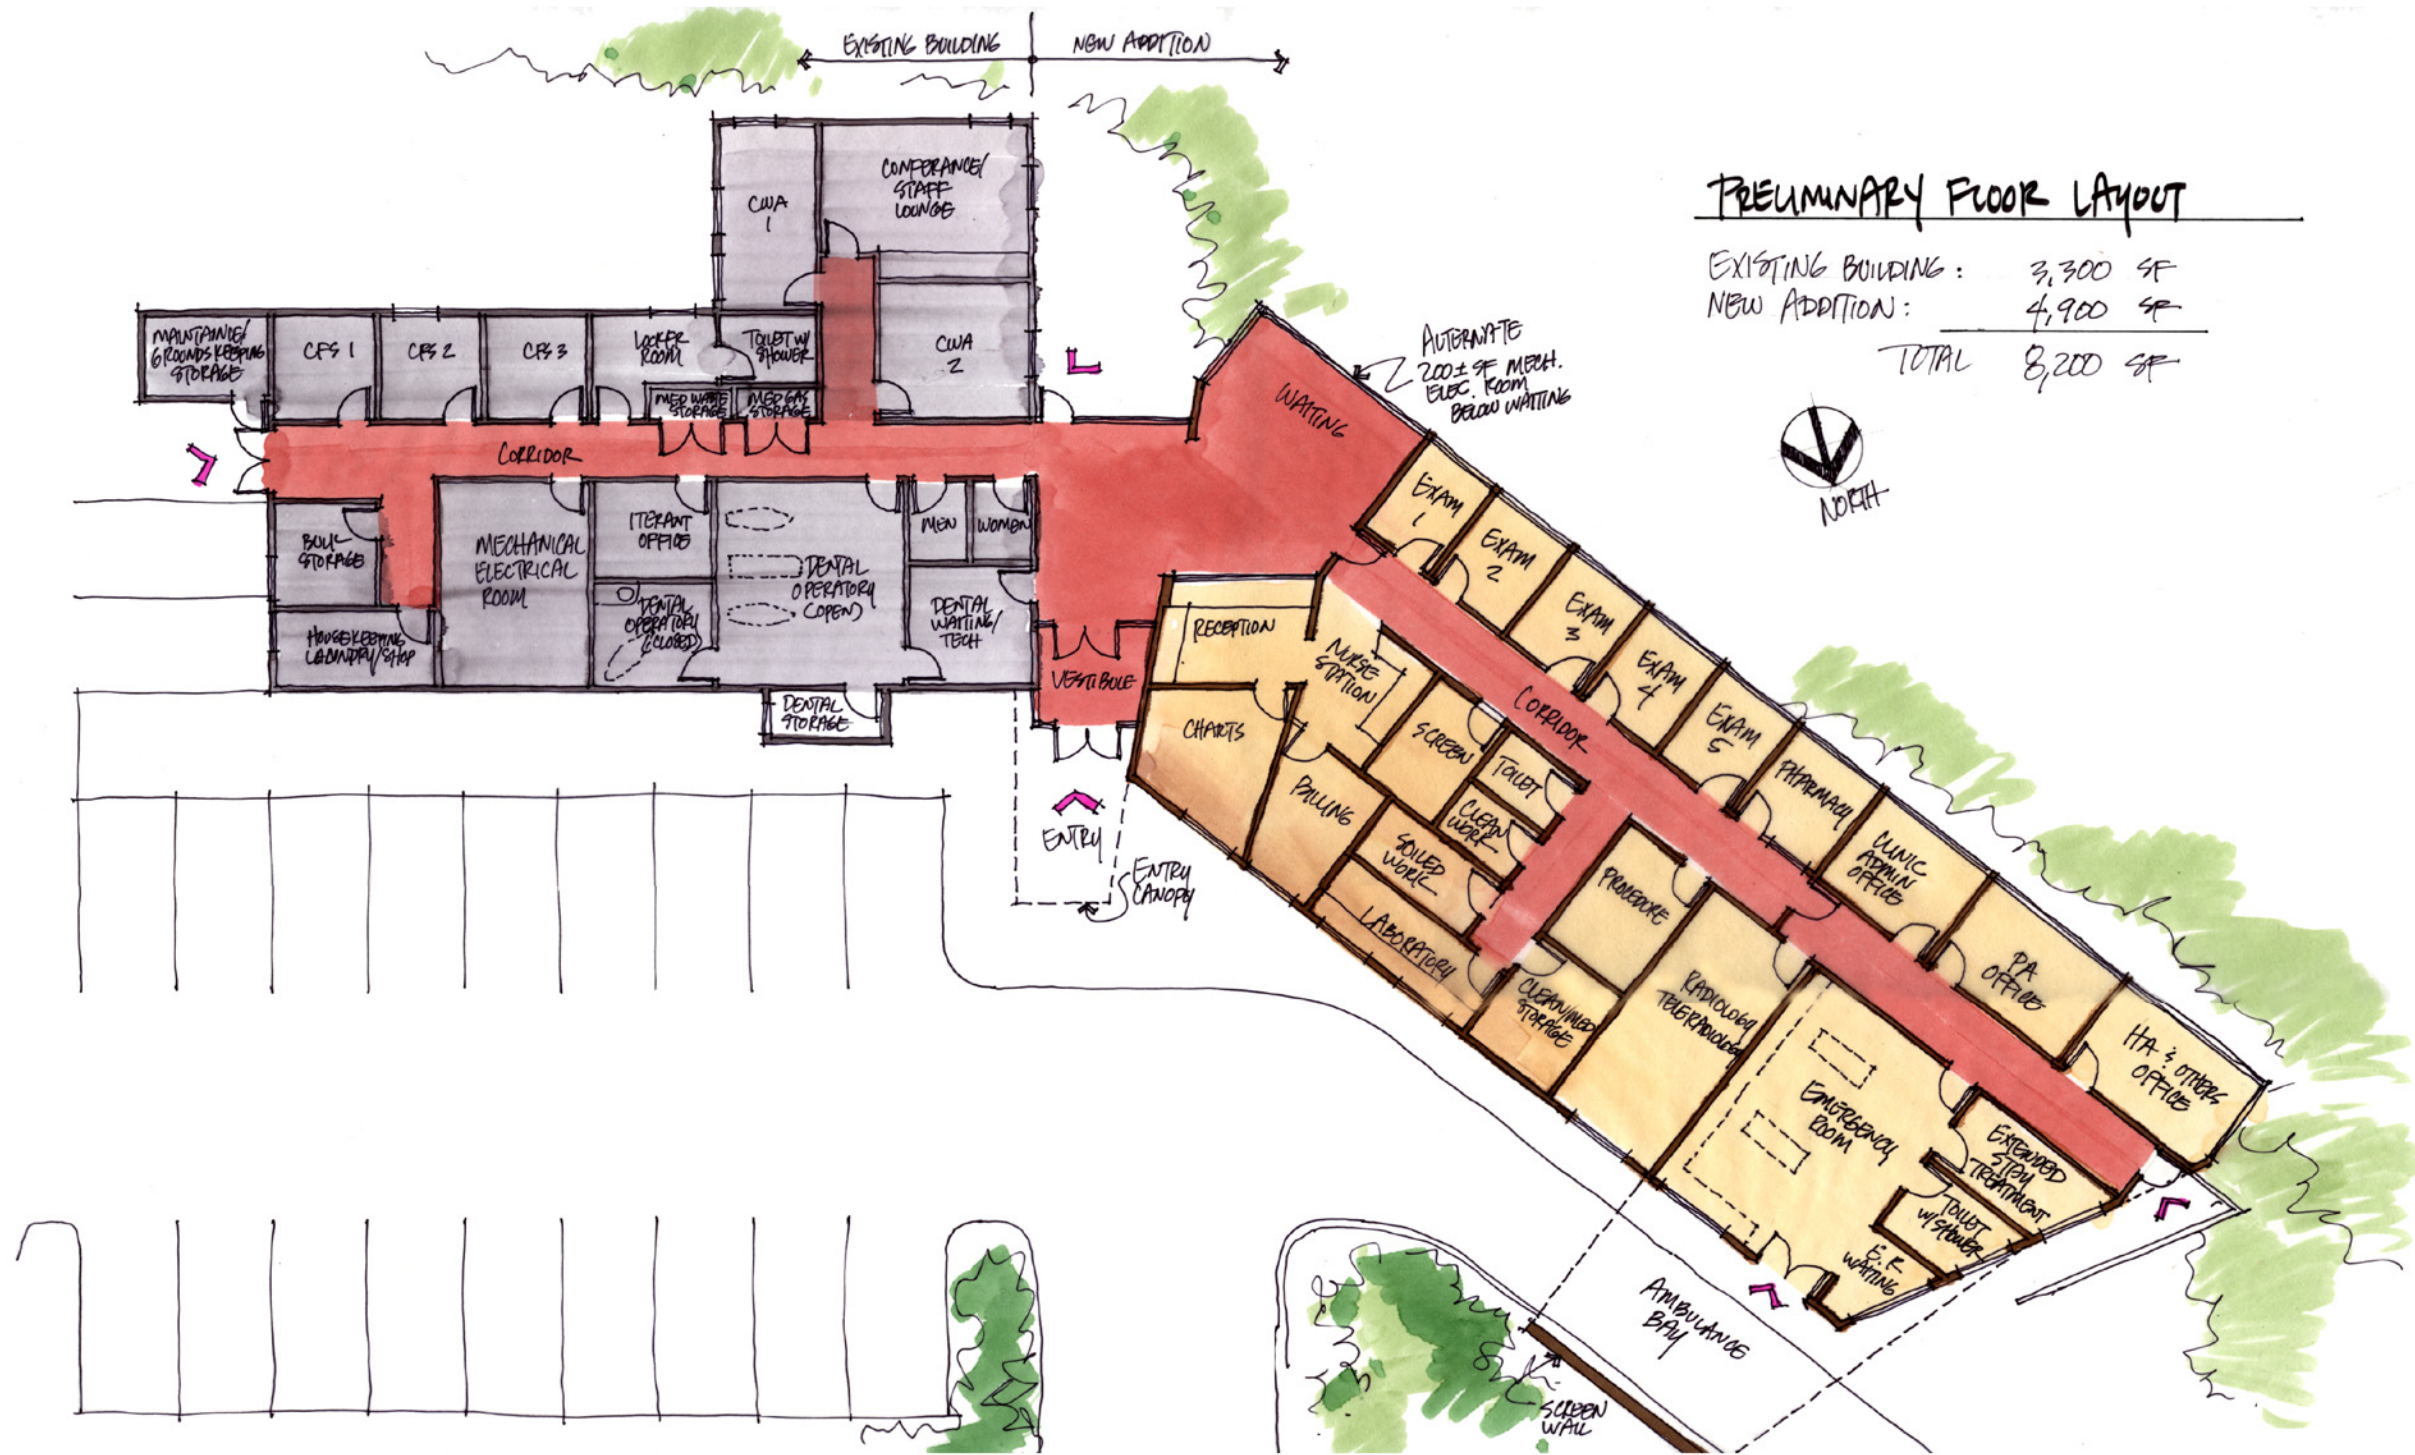 EXISTING BUILDING
NEW ADDITION
PRELIMINARY FLOOR LAYOUT
EXISTING BUILDING: 3,300 SF
NEW ADDITION: 4,900 SF
TOTAL 8,200 SF
NORTH
ALTERNATE
200± SF MECH.
ELEC. ROOM
BELOW WAITING
CWA
1
CONFERANCE/
STAFF
LOUNGE
CWA
2
MAINTAINCE/
GROUNDSKEEPING
STORAGE
CFS 1
CFS 2
CFS 3
LOCKER
ROOM
TOILET W/
SHOWER
MED WASTE
STORAGE
MED GAS
STORAGE
CORRIDOR
BULK
STORAGE
HOUSEKEEPING
LAUNDRY/SHOP
MECHANICAL
ELECTRICAL
ROOM
ITERANT
OFFICE
DENTAL
OPERATORY
(CLOSED)
DENTAL
OPERATORY
(OPEN)
MEN
WOMEN
DENTAL
WAITING/
TECH
DENTAL
STORAGE
VESTIBULE
ENTRY
ENTRY
CANOPY
WAITING
RECEPTION
CHARTS
NURSE
STATION
BILLING
SCREEN
TOILET
CLEAN
WORK
SOILED
WORK
LABORATORY
CLEAN/MED
STORAGE
PROCEDURE
RADIOLOGY
TELERADIOLOGY
CORRIDOR
EXAM
1
EXAM
2
EXAM
3
EXAM
4
EXAM
5
PHARMACY
CLINIC
ADMIN
OFFICE
PA
OFFICE
HA & OTHERS
OFFICE
EMERGENCY
ROOM
EXTENDED
STAY
TREATMENT
TOILET
W/SHOWER
E.R.
WAITING
AMBULANCE
BAY
SCREEN
WALL